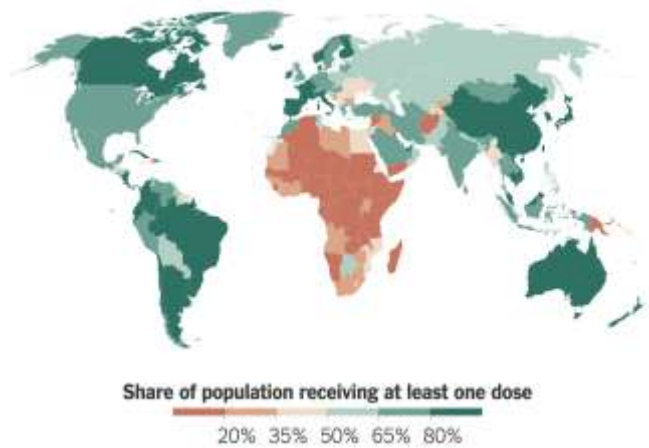 Share of population receiving at least one dose
20% 35% 50% 65% 80%